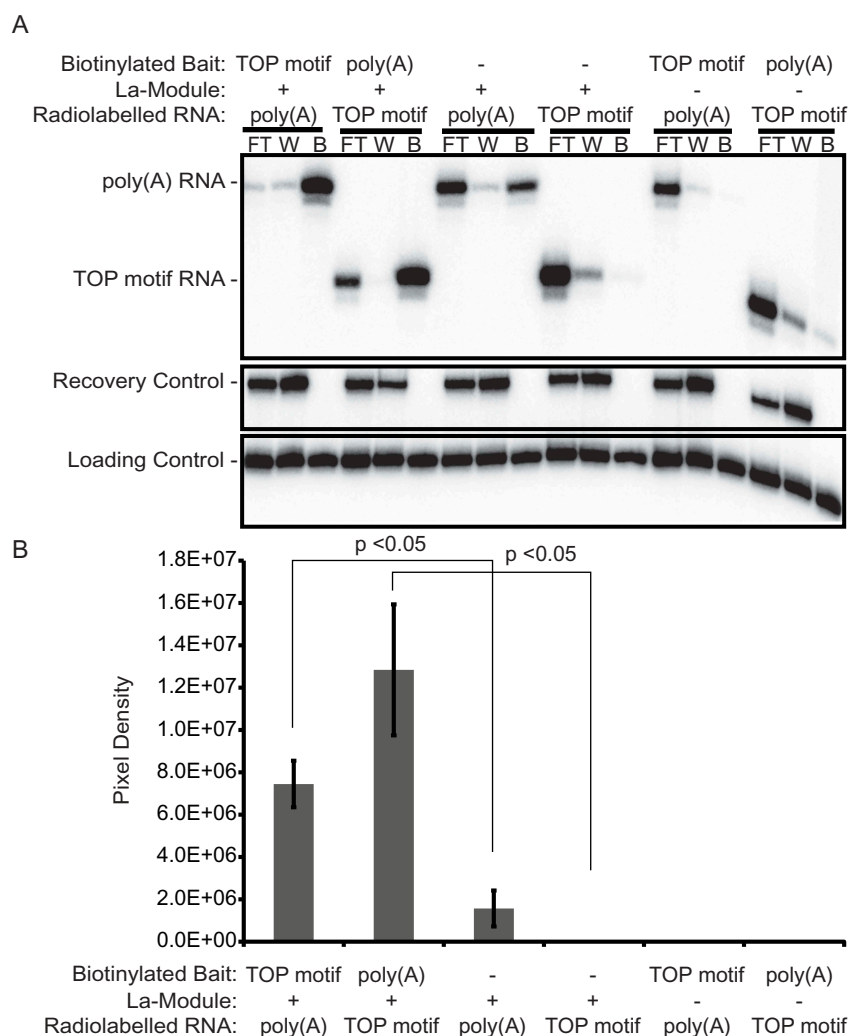 A
Biotinylated Bait: TOP motif poly(A) - - TOP motif poly(A)
La-Module: + + + + - -
Radiolabelled RNA: poly(A) TOP motif poly(A) TOP motif poly(A) TOP motif
FT W B FT W B FT W B FT W B FT W B FT W B
poly(A) RNA -
TOP motif RNA -
Recovery Control -
Loading Control -
B
p <0.05
p <0.05
1.8E+07
1.6E+07
1.4E+07
1.2E+07
1.0E+07
8.0E+06
6.0E+06
4.0E+06
2.0E+06
0.0E+00
Pixel Density
Biotinylated Bait: TOP motif poly(A) - - TOP motif poly(A)
La-Module: + + + + - -
Radiolabelled RNA: poly(A) TOP motif poly(A) TOP motif poly(A) TOP motif